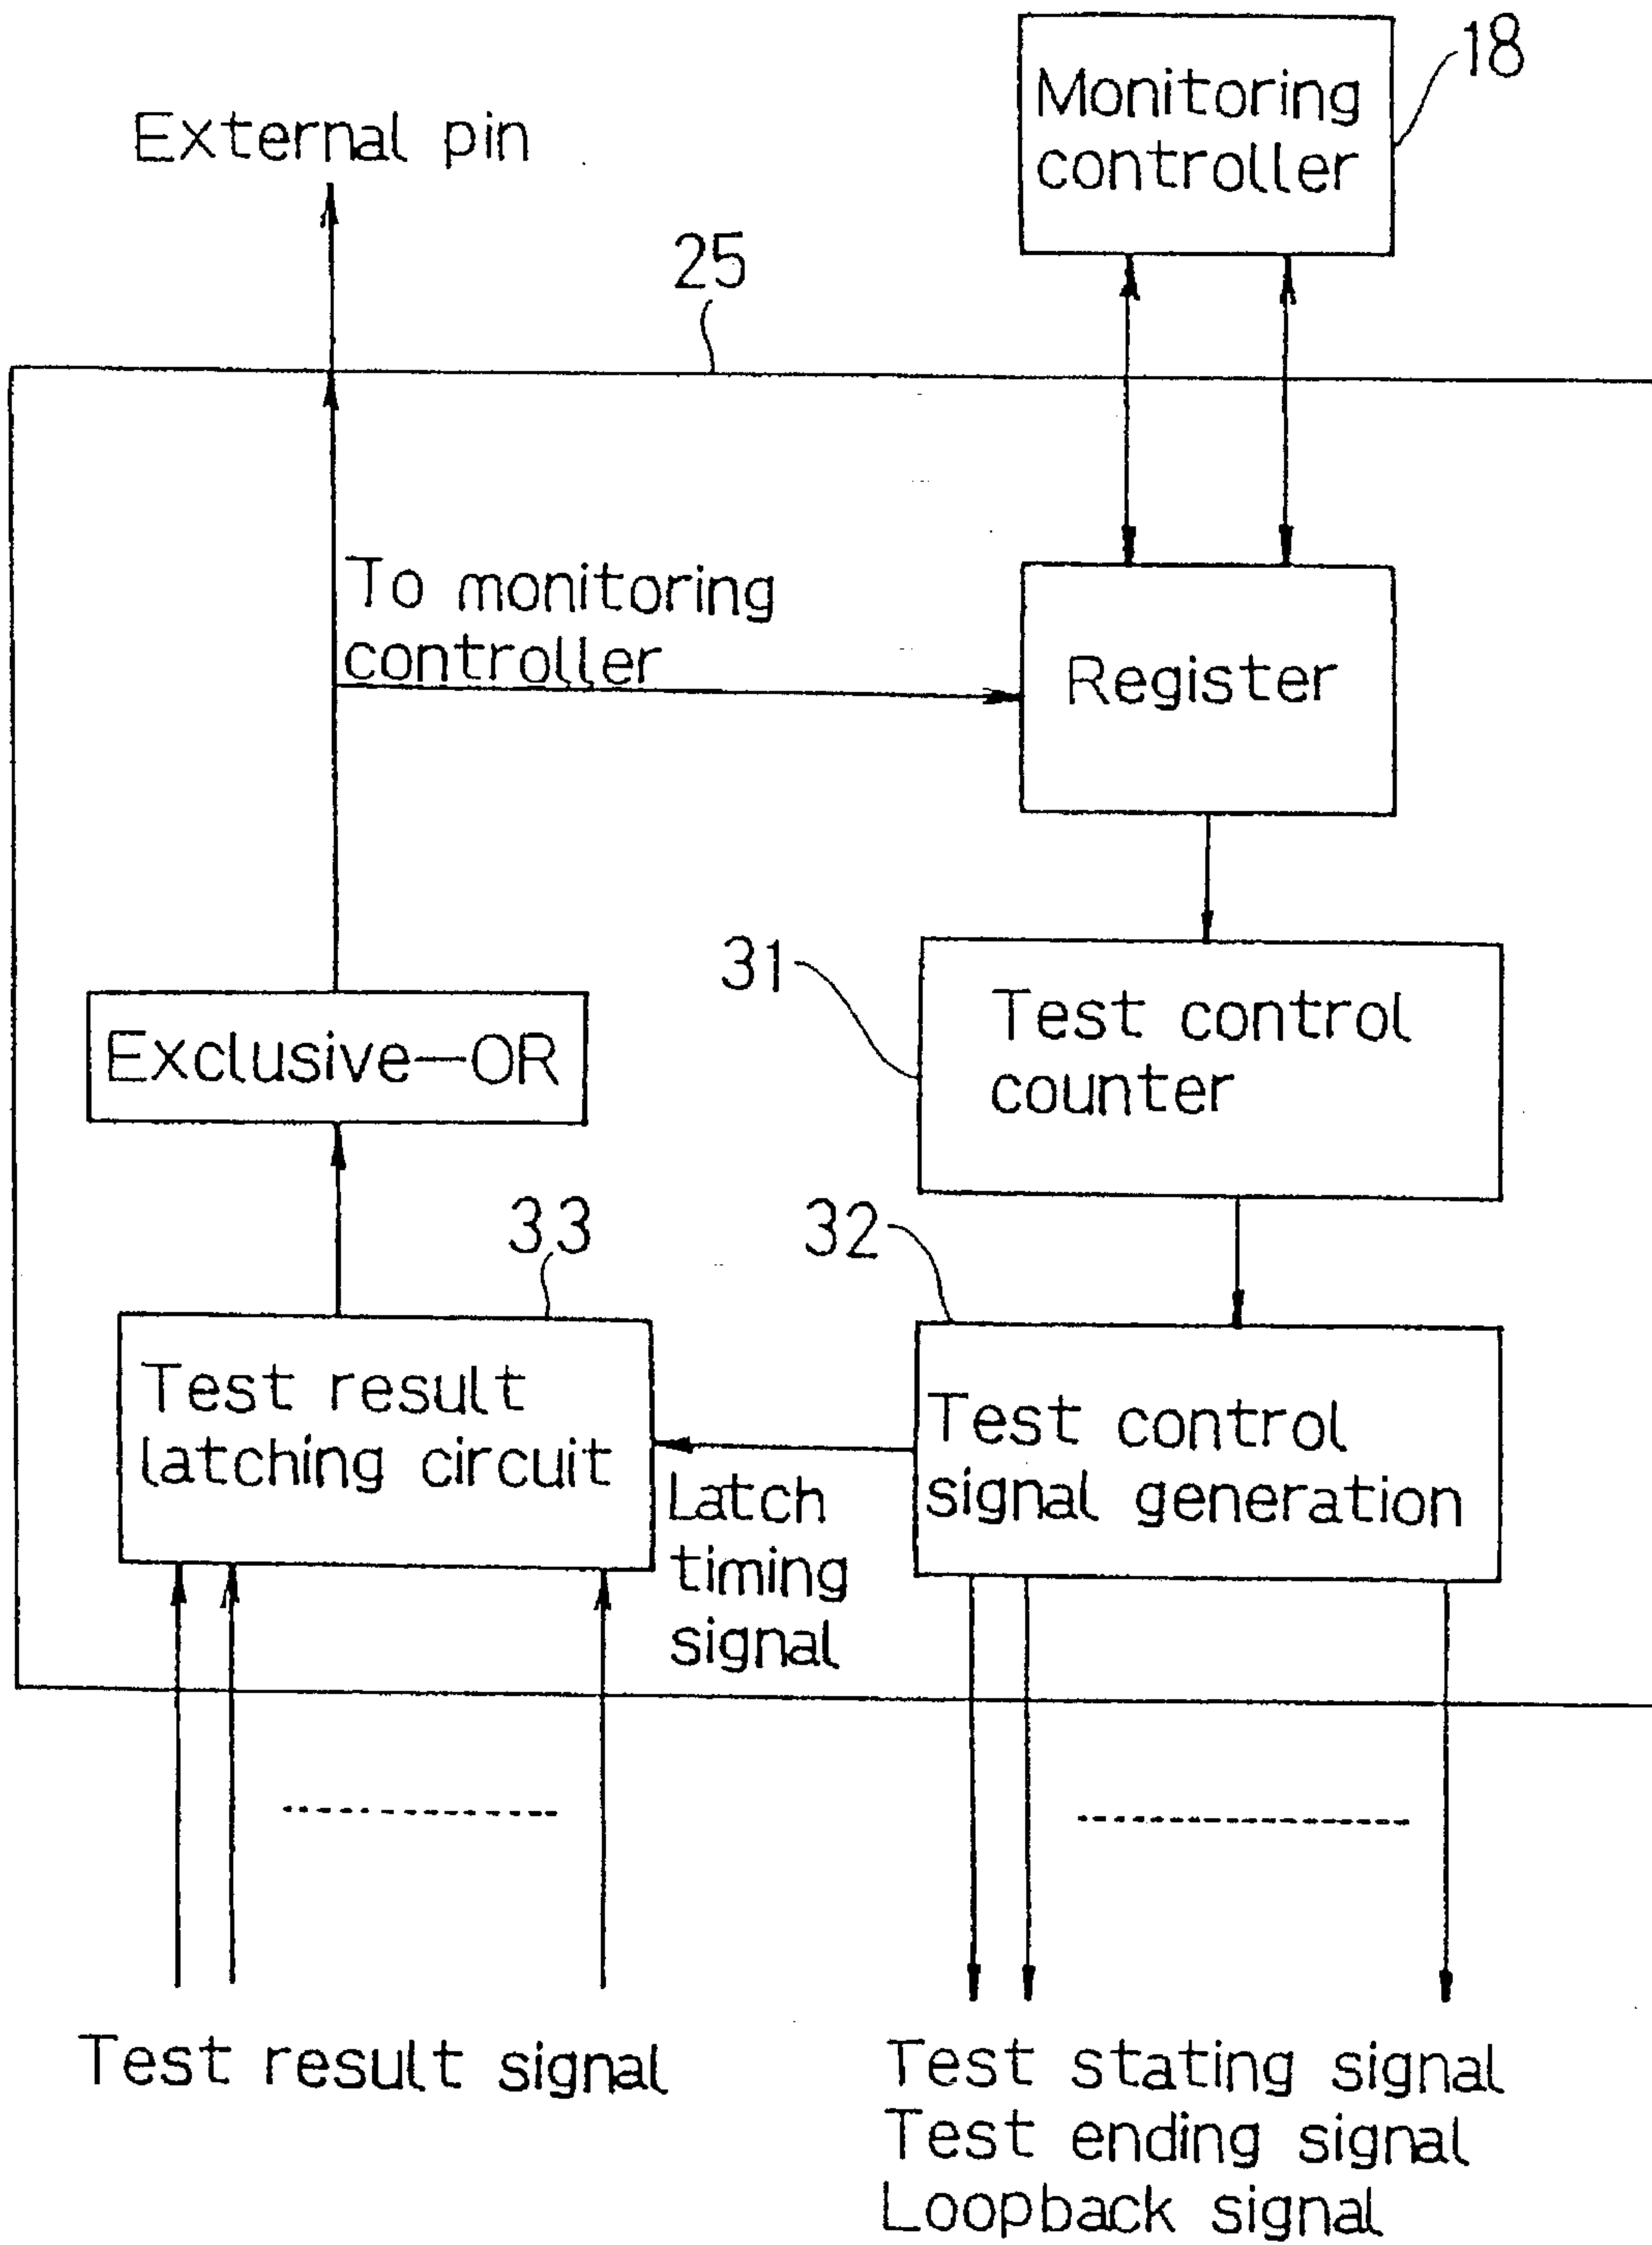 18
Monitoring
controller
External pin
25
To monitoring
controller
Register
31
Test control
counter
Exclusive—OR
33
32
Test result
latching circuit
Test control
signal generation
Latch
timing
signal
Test result signal
Test stating signal
Test ending signal
Loopback signal